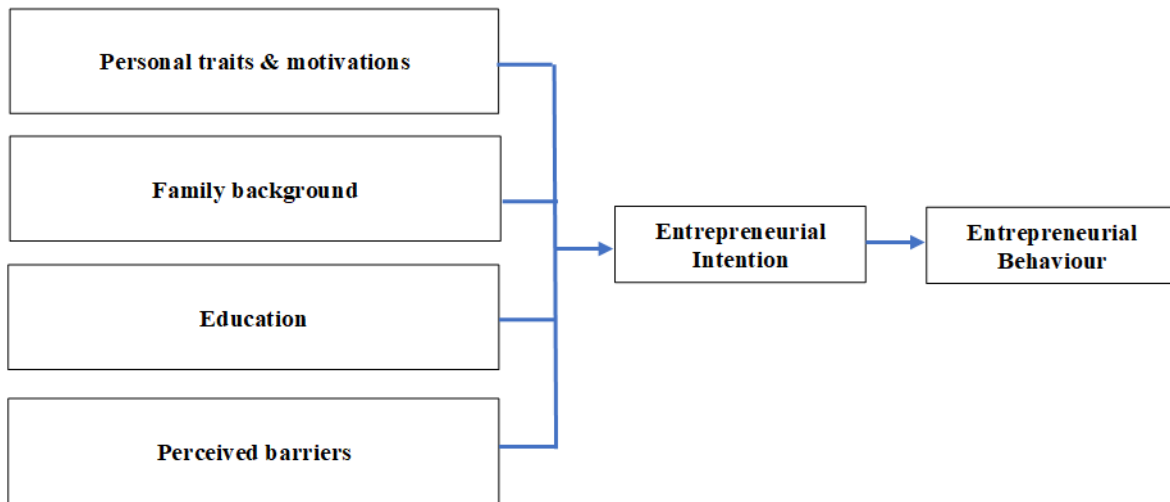 Personal traits & motivations
Family background
Education
Perceived barriers
Entrepreneurial
Intention
Entrepreneurial
Behaviour